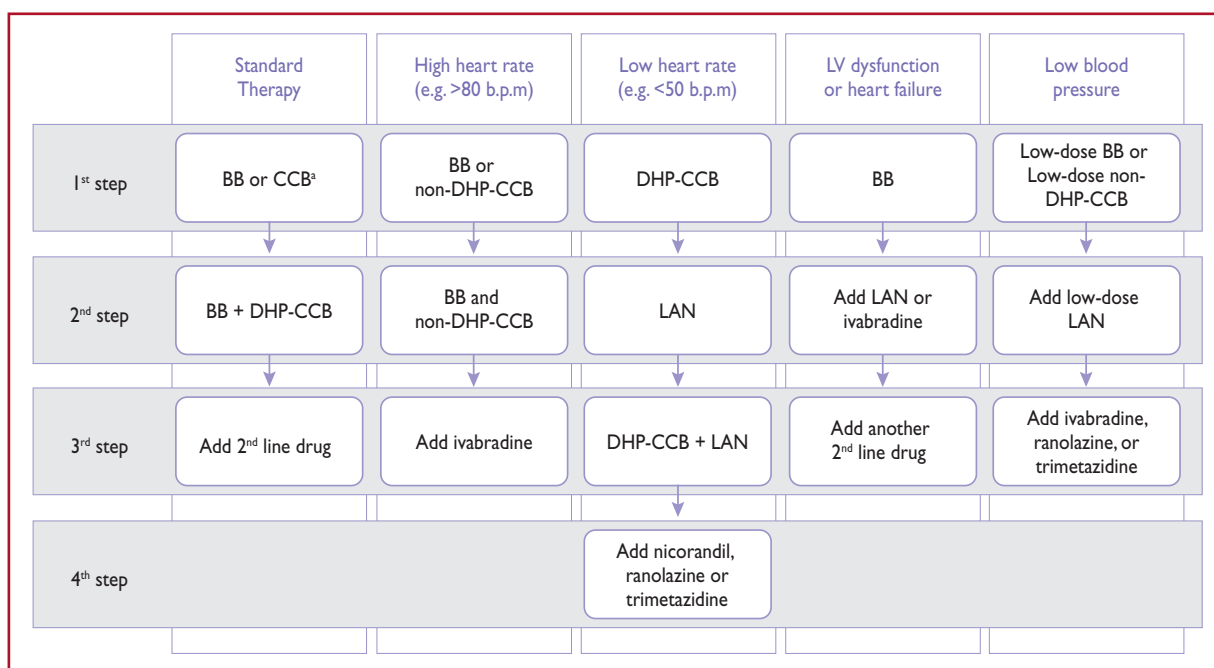 Standard
Therapy
High heart rate
(e.g. >80 b.p.m)
Low heart rate
(e.g. <50 b.p.m)
LV dysfunction
or heart failure
Low blood
pressure
1st step
BB or CCBa
BB or
non-DHP-CCB
DHP-CCB
BB
Low-dose BB or
Low-dose non-
DHP-CCB
2nd step
BB + DHP-CCB
BB and
non-DHP-CCB
LAN
Add LAN or
ivabradine
Add low-dose
LAN
3rd step
Add 2nd line drug
Add ivabradine
DHP-CCB + LAN
Add another
2nd line drug
Add ivabradine,
ranolazine, or
trimetazidine
4th step
Add nicorandil,
ranolazine or
trimetazidine